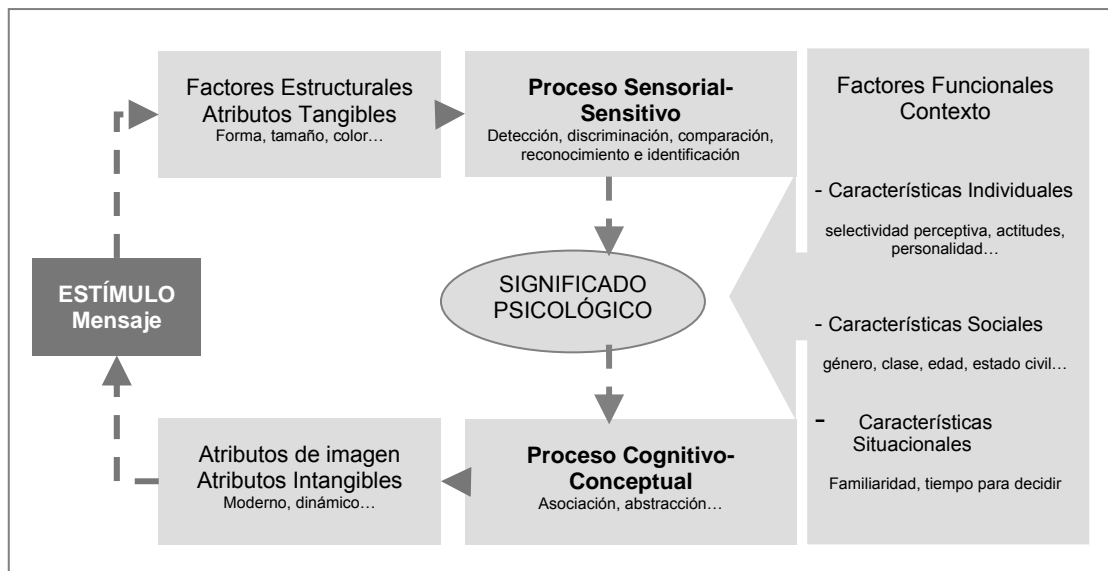 Factores Estructurales
Atributos Tangibles
Forma, tamaño, color…
Proceso Sensorial-
Sensitivo
Detección, discriminación, comparación,
reconocimiento e identificación
Factores Funcionales
Contexto
- Características Individuales
selectividad perceptiva, actitudes,
personalidad…
- Características Sociales
género, clase, edad, estado civil…
- Características
Situacionales
Familiaridad, tiempo para decidir
ESTÍMULO
Mensaje
SIGNIFICADO
PSICOLÓGICO
Atributos de imagen
Atributos Intangibles
Moderno, dinámico…
Proceso Cognitivo-
Conceptual
Asociación, abstracción…